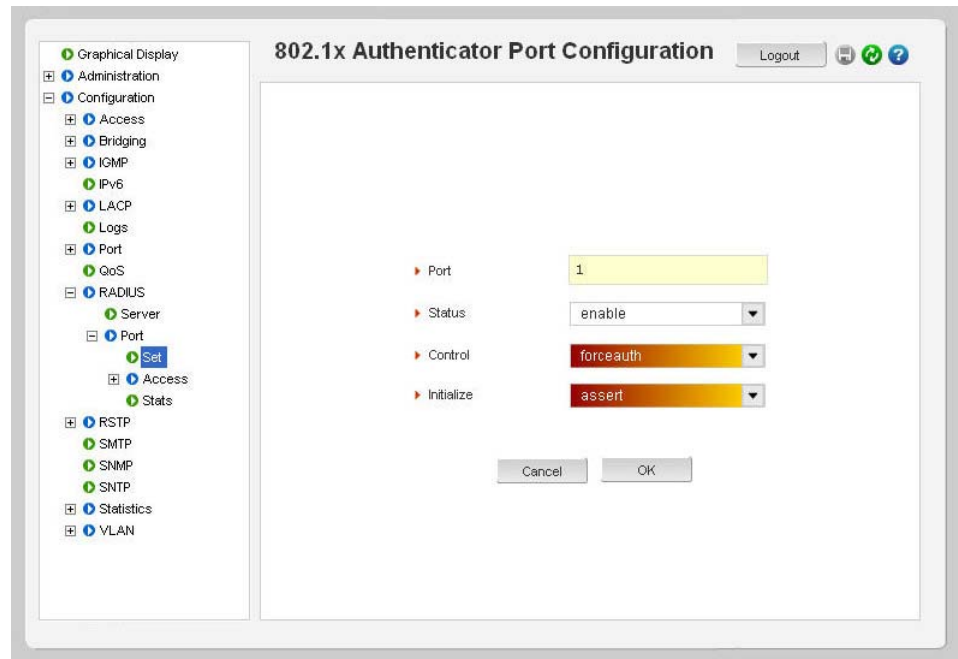 802.1x Authenticator Port Configuration
Logout
Graphical Display
Administration
Configuration
Access
Bridging
IGMP
IPv6
LACP
Logs
Port
QoS
RADIUS
Server
Port
Set
Access
Stats
RSTP
SMTP
SNMP
SNTP
Statistics
VLAN
Port 1
Status enable
Control forceauth
Initialize assert
Cancel OK